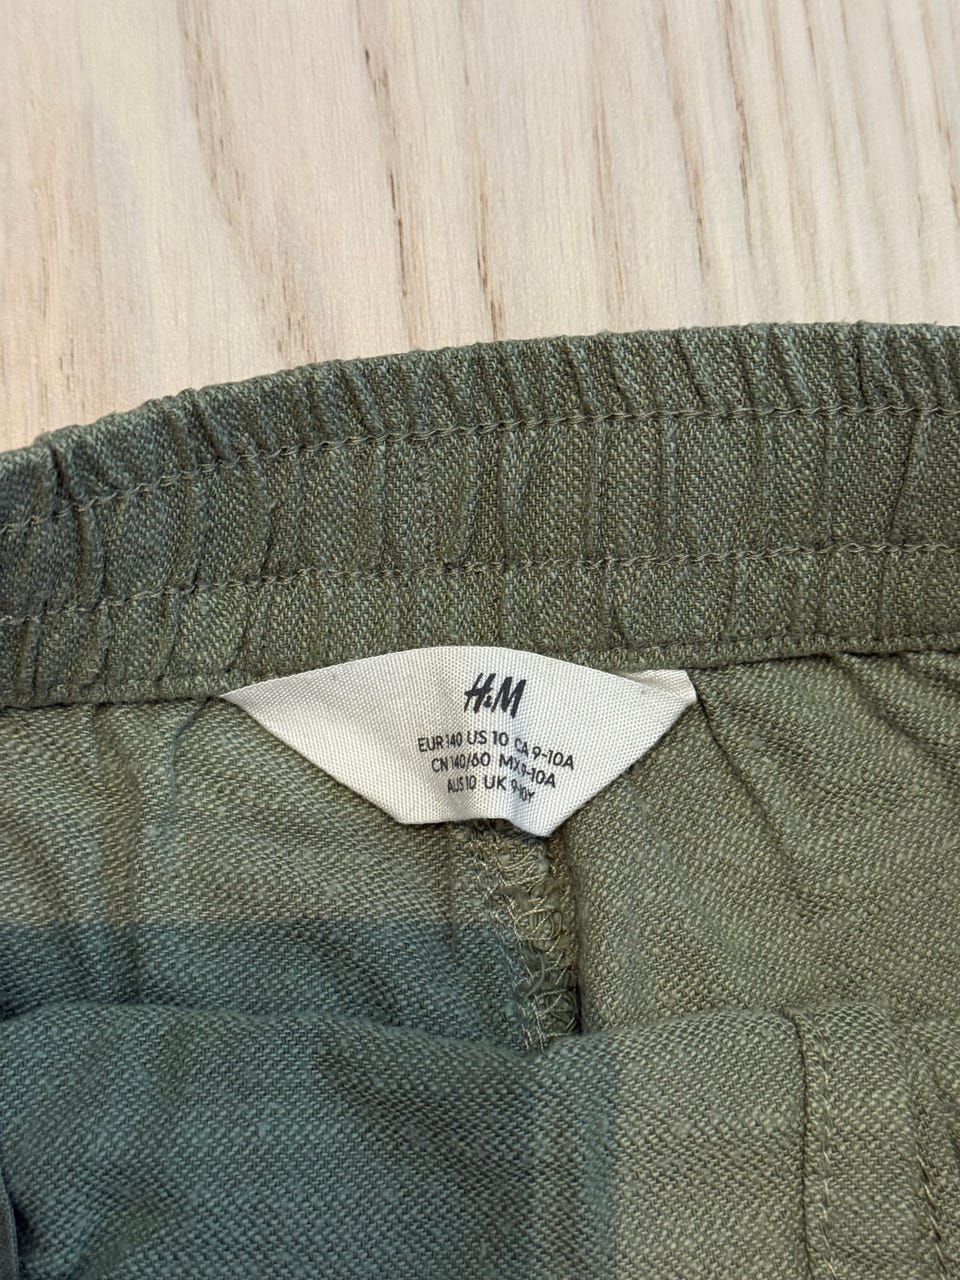 H&M
EUR 140 US 10 CA 9-10A
CN 140/60 MX 9-10A
AUS 10 UK 9-10Y